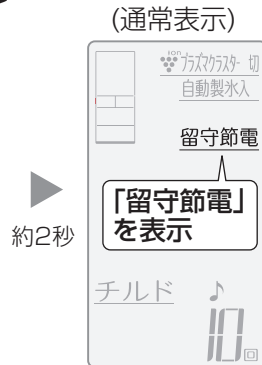 (通常表示)
ion
プラズマクラスター 切
自動製氷入
留守節電
「留守節電」
を表示
約2秒
チルド
10回